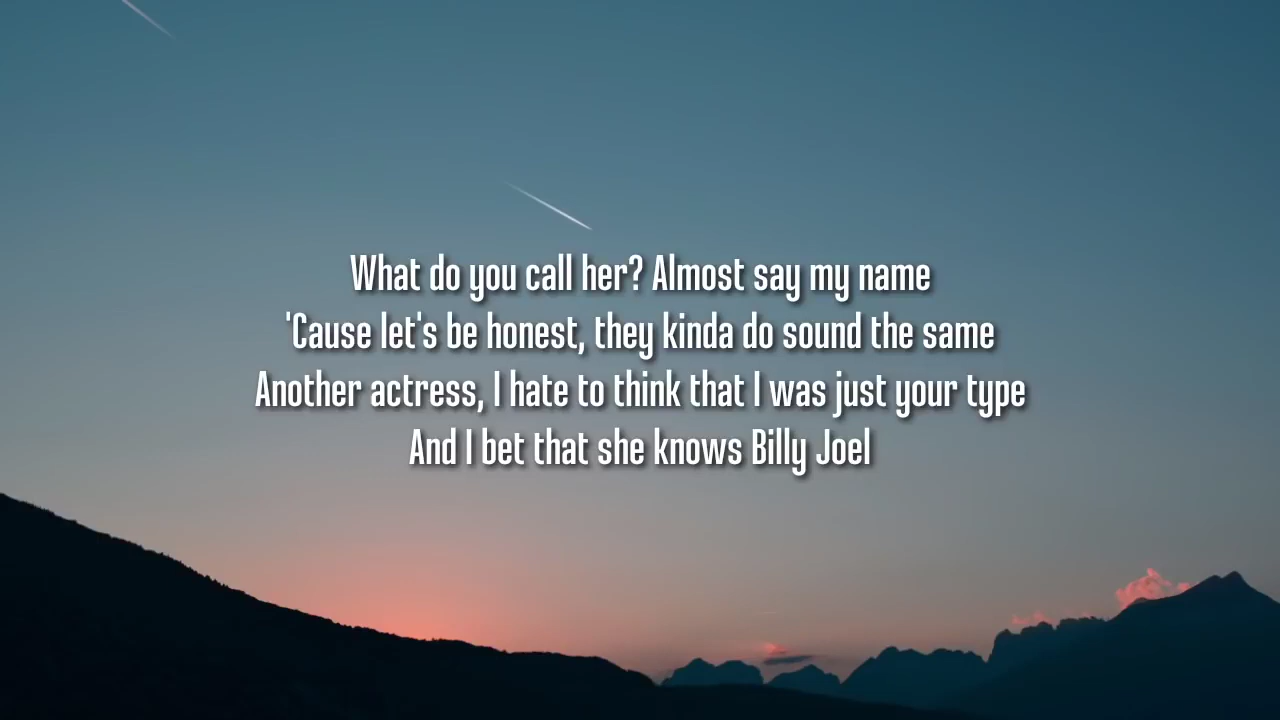 What do you call her? Almost say my name
'Cause let's be honest, they kinda do sound the same
Another actress, I hate to think that I was just your type
And I bet that she knows Billy Joel